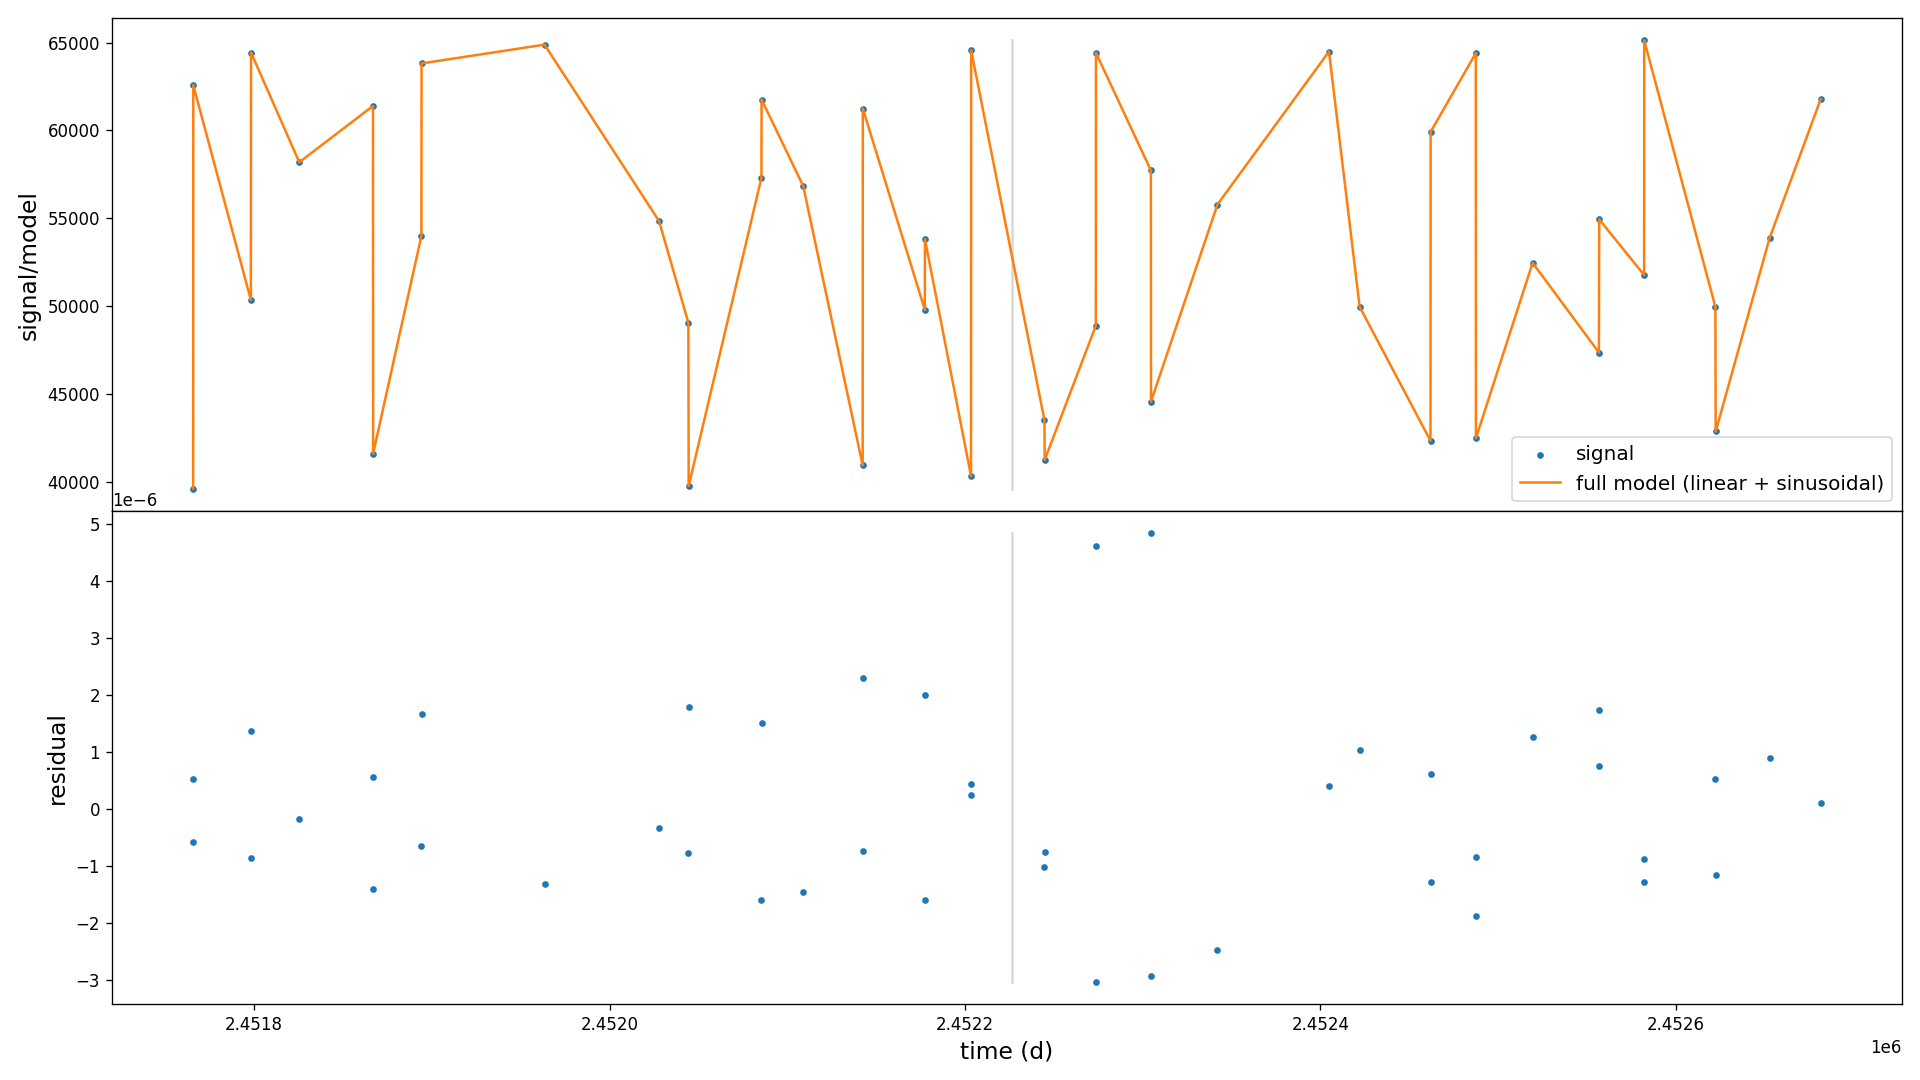 65000
60000
55000
50000
45000
40000
signal/model
signal
full model (linear + sinusoidal)
1e−6
5
4
3
2
1
0
−1
−2
−3
residual
2.4518
2.4520
2.4522
2.4524
2.4526
1e6
time (d)